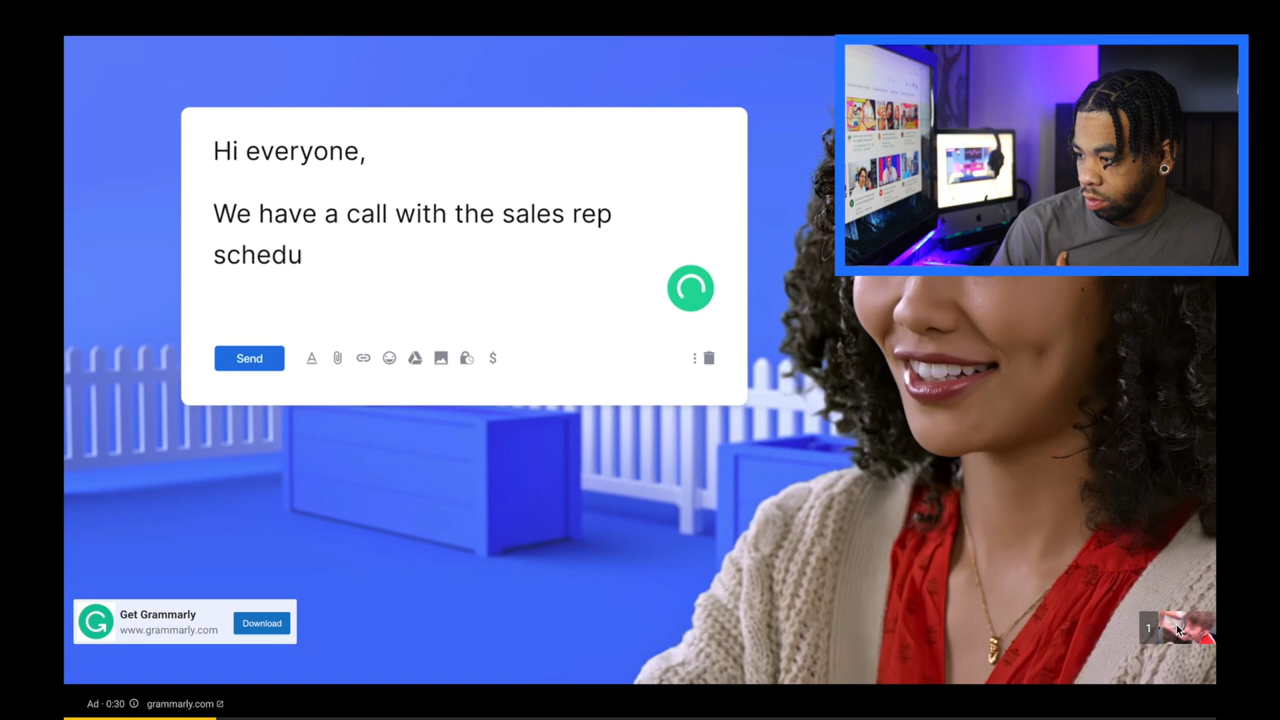 Hi everyone,
We have a call with the sales rep
schedu
Send
$
Get Grammarly
www.grammarly.com
Download
1
Ad · 0:30
grammarly.com